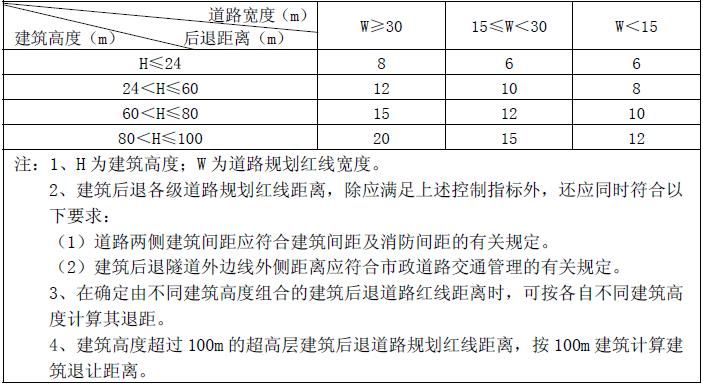 道路宽度（m）
建筑高度（m） 后退距离（m） W≥30 15≤W＜30 W＜15
H≤24 8 6 6
24＜H≤60 12 10 8
60＜H≤80 15 12 10
80＜H≤100 20 15 12
注：1、H为建筑高度；W为道路规划红线宽度。
2、建筑后退各级道路规划红线距离，除应满足上述控制指标外，还应同时符合以
下要求：
（1）道路两侧建筑间距应符合建筑间距及消防间距的有关规定。
（2）建筑后退隧道外边线外侧距离应符合市政道路交通管理的有关规定。
3、在确定由不同建筑高度组合的建筑后退道路红线距离时，可按各自不同建筑高
度计算其退距。
4、建筑高度超过100m的超高层建筑后退道路规划红线距离，按100m建筑计算建
筑退让距离。